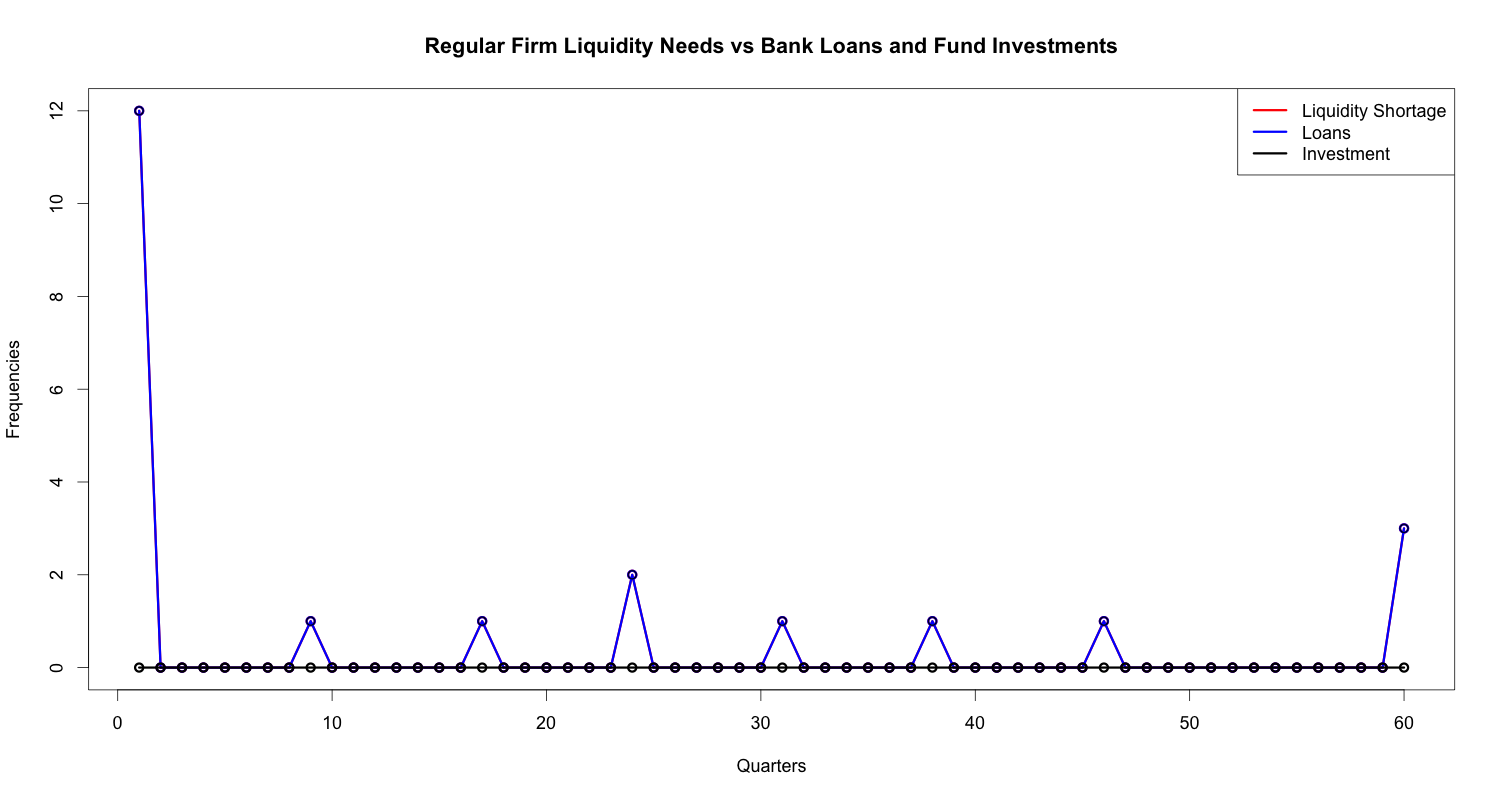 Regular Firm Liquidity Needs vs Bank Loans and Fund Investments
Liquidity Shortage
Loans
Investment
Frequencies
12
10
8
6
4
2
0
0 10 20 30 40 50 60
Quarters